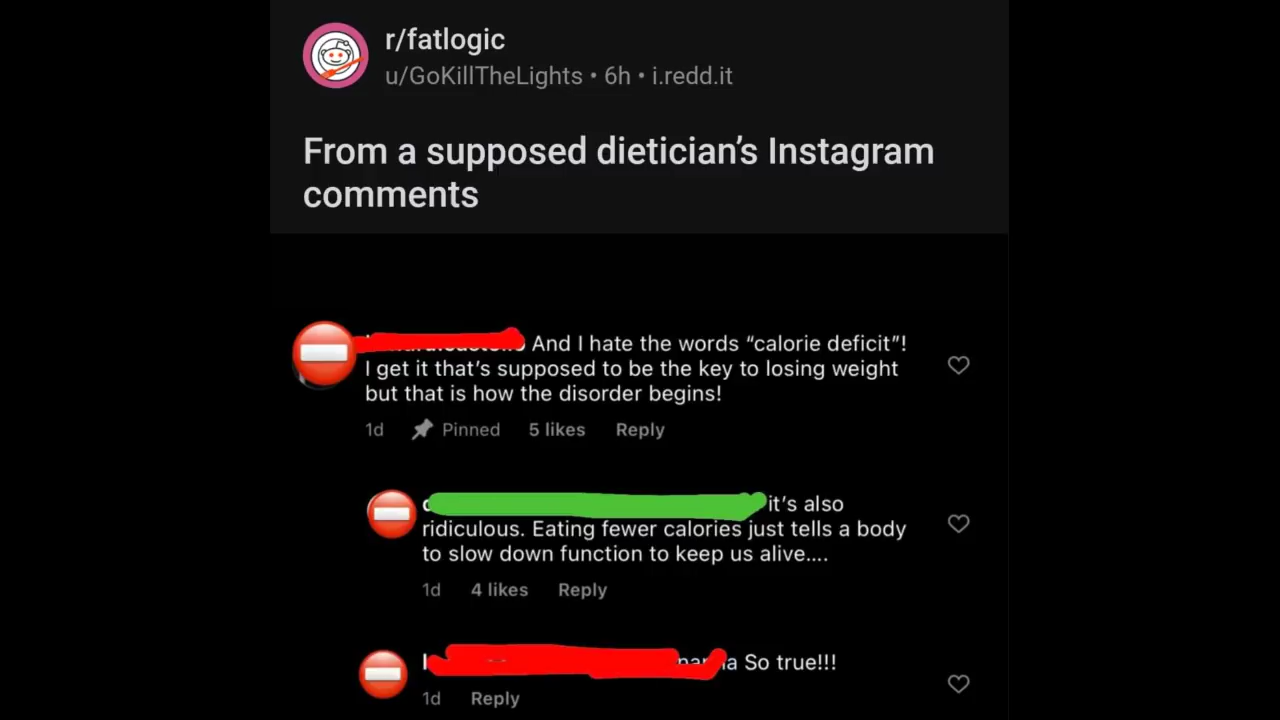 r/fatlogic
u/GoKillTheLights • 6h • i.redd.it
From a supposed dietician's Instagram
comments
And I hate the words “calorie deficit”!
I get it that's supposed to be the key to losing weight
but that is how the disorder begins!
1d Pinned 5 likes Reply
it's also
ridiculous. Eating fewer calories just tells a body
to slow down function to keep us alive....
1d 4 likes Reply
So true!!!
1d Reply